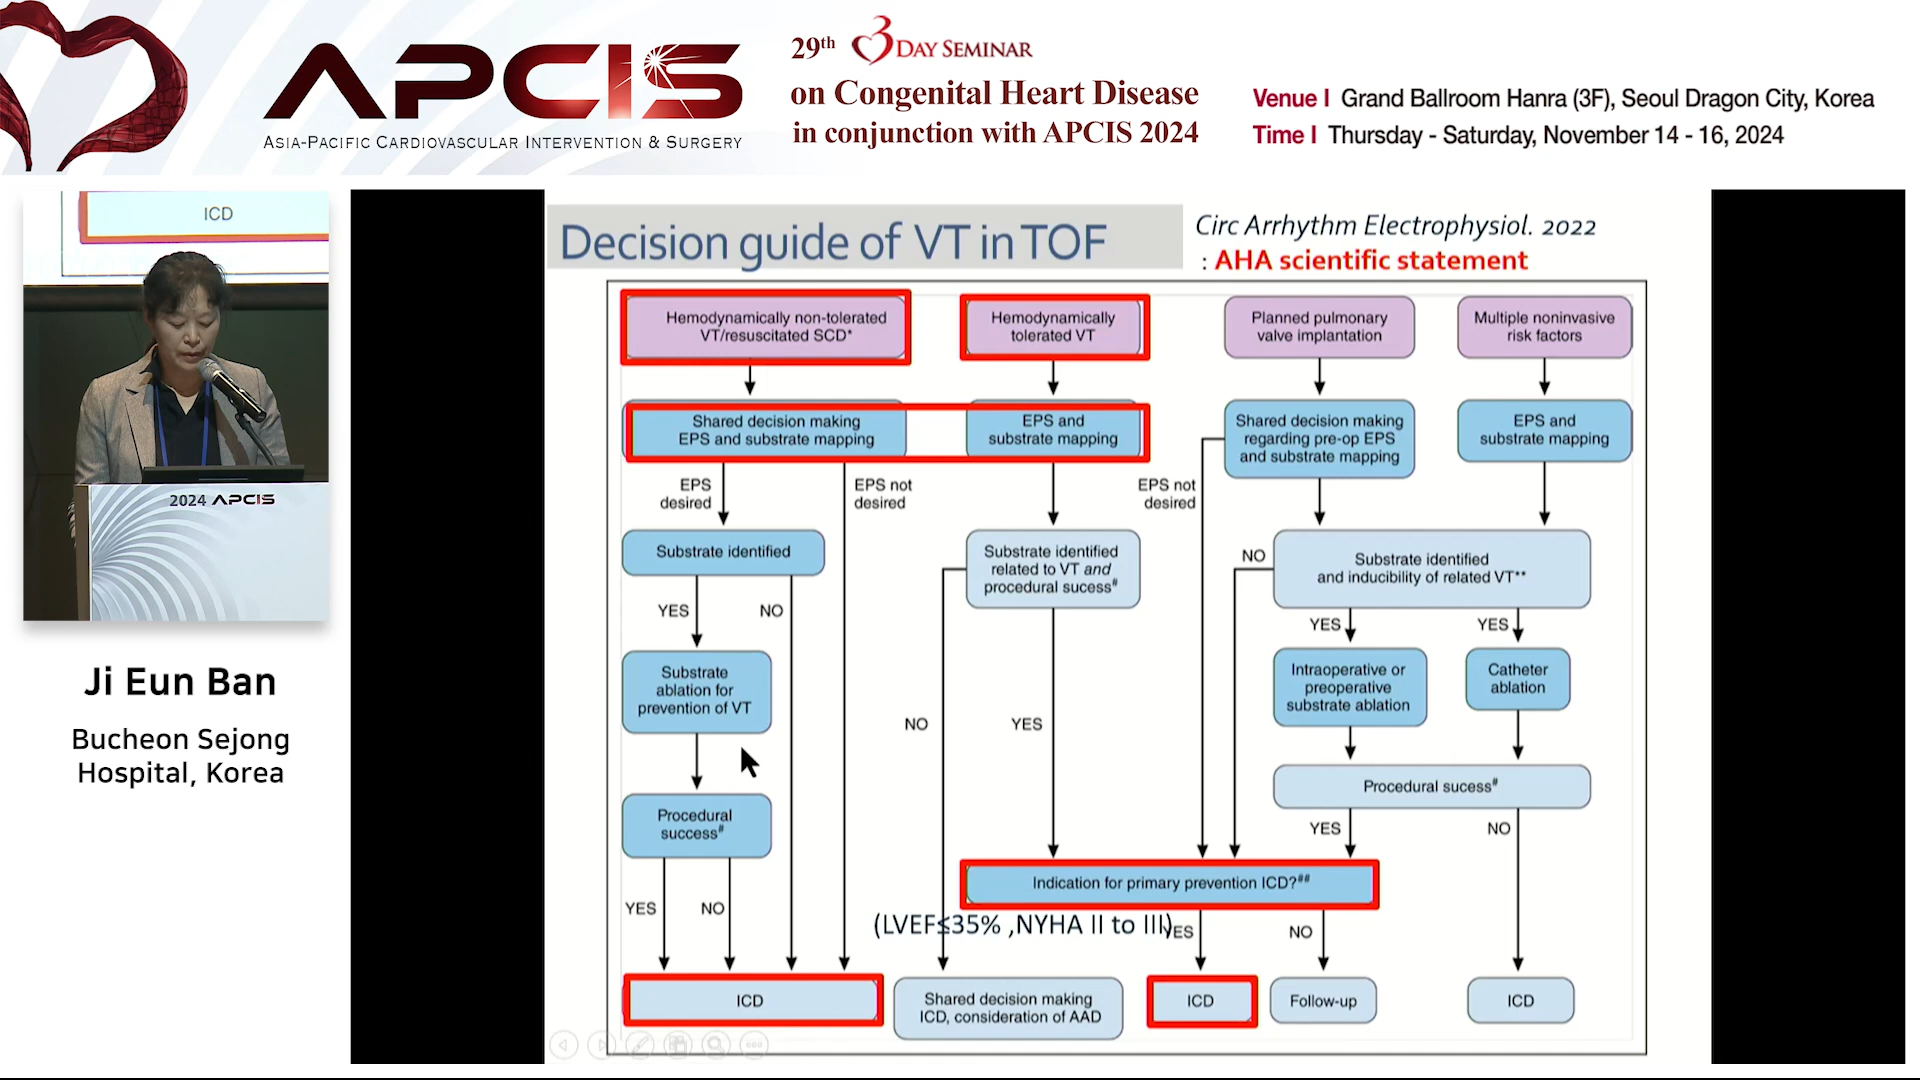 APCIS
ASIA-PACIFIC CARDIOVASCULAR INTERVENTION & SURGERY
29th 3 DAY SEMINAR
on Congenital Heart Disease
in conjunction with APCIS 2024
Venue I Grand Ballroom Hanra (3F), Seoul Dragon City, Korea
Time I Thursday - Saturday, November 14 - 16, 2024
ICD
2024 APCIS
Ji Eun Ban
Bucheon Sejong
Hospital, Korea
Decision guide of VT in TOF
Circ Arrhythm Electrophysiol. 2022
: AHA scientific statement
Hemodynamically non-tolerated
VT/resuscitated SCD*
Hemodynamically
tolerated VT
Planned pulmonary
valve implantation
Multiple noninvasive
risk factors
Shared decision making
EPS and substrate mapping
EPS and
substrate mapping
Shared decision making
regarding pre-op EPS
and substrate mapping
EPS and
substrate mapping
EPS
desired
EPS not
desired
EPS not
desired
Substrate identified
Substrate identified
related to VT and
procedural sucess#
NO
Substrate identified
and inducibility of related VT**
YES
NO
YES
YES
Substrate
ablation for
prevention of VT
Intraoperative or
preoperative
substrate ablation
Catheter
ablation
NO
YES
Procedural
success#
Procedural sucess#
YES
NO
Indication for primary prevention ICD?##
YES
NO
(LVEF≤35% ,NYHA II to III)
YES
NO
ICD
Shared decision making
ICD, consideration of AAD
ICD
Follow-up
ICD